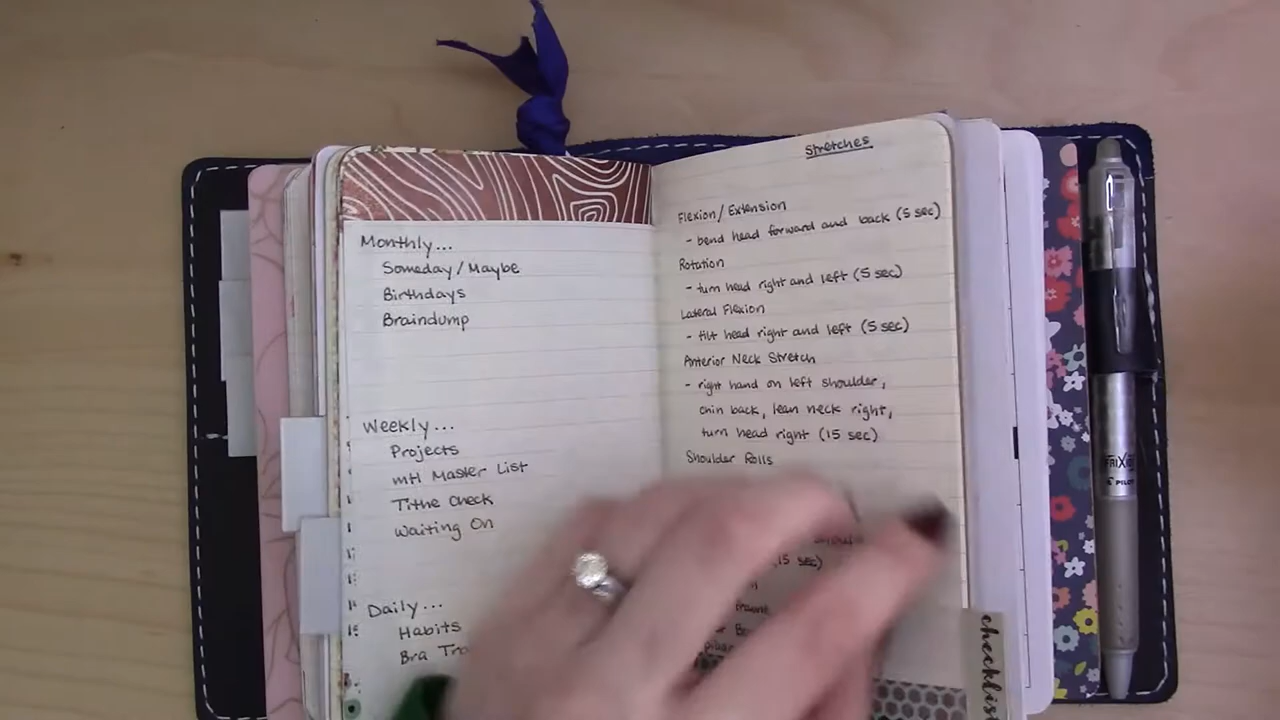 Monthly...
Someday/Maybe
Birthdays
Braindump
Weekly...
Projects
mtl Master List
Tithe Check
Waiting On
Daily...
Habits
Bra
Stretches
Flexion/Extension
- bend head forward and back (5 sec)
Rotation
- turn head right and left (5 sec)
Lateral Flexion
- tilt head right and left (5 sec)
Anterior Neck Stretch
- right hand on left shoulder,
chin back, lean neck right,
turn head right (15 sec)
Shoulder Rolls
(15 sec)
checklist
FRIXION
PILOT